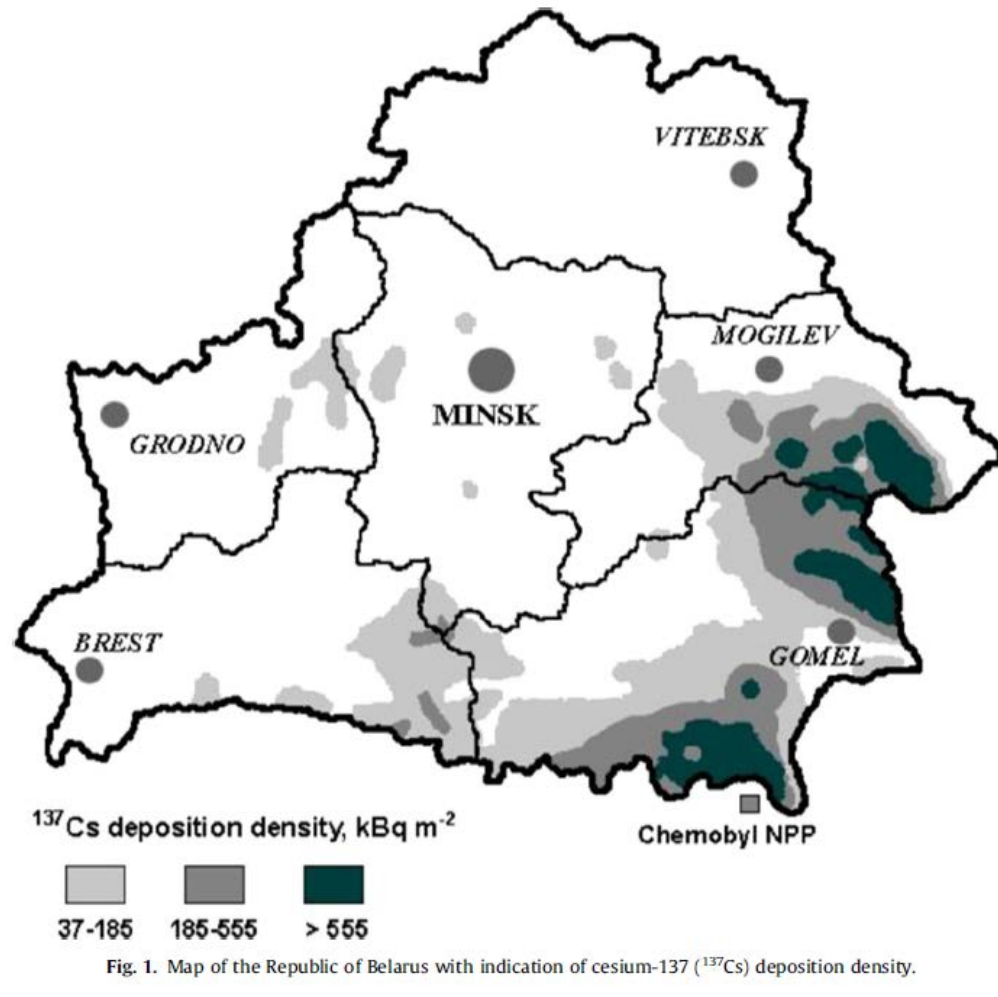 VITEBSK
MOGILEV
MINSK
GRODNO
BREST
GOMEL
¹³⁷Cs deposition density, kBq m⁻²
Chernobyl NPP
37-185 185-555 > 555
Fig. 1. Map of the Republic of Belarus with indication of cesium-137 (¹³⁷Cs) deposition density.